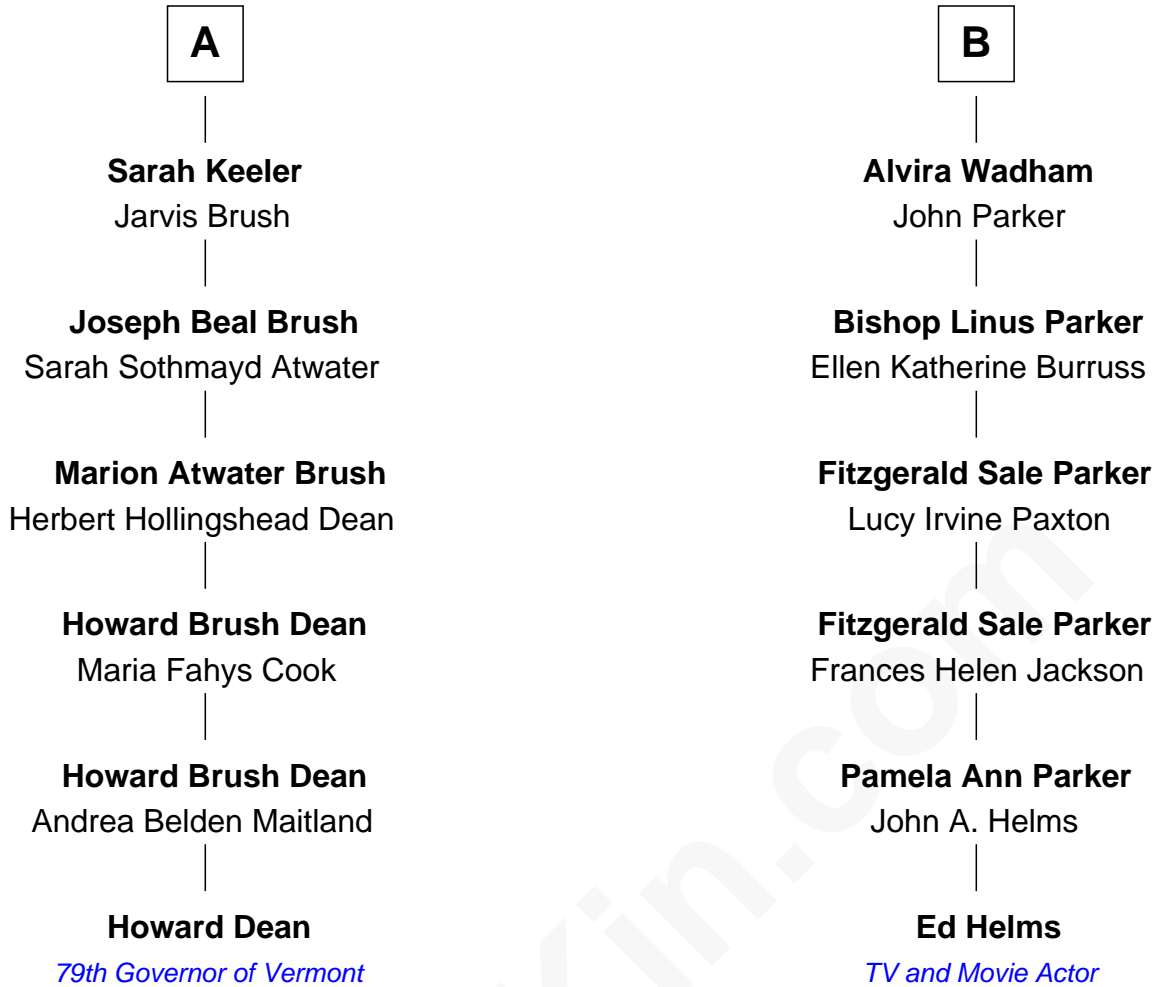 A
Sarah Keeler
Jarvis Brush
Joseph Beal Brush
Sarah Sothmayd Atwater
Marion Atwater Brush
Herbert Hollingshead Dean
Howard Brush Dean
Maria Fahys Cook
Howard Brush Dean
Andrea Belden Maitland
Howard Dean
79th Governor of Vermont
B
Alvira Wadham
John Parker
Bishop Linus Parker
Ellen Katherine Burruss
Fitzgerald Sale Parker
Lucy Irvine Paxton
Fitzgerald Sale Parker
Frances Helen Jackson
Pamela Ann Parker
John A. Helms
Ed Helms
TV and Movie Actor
Kin.com